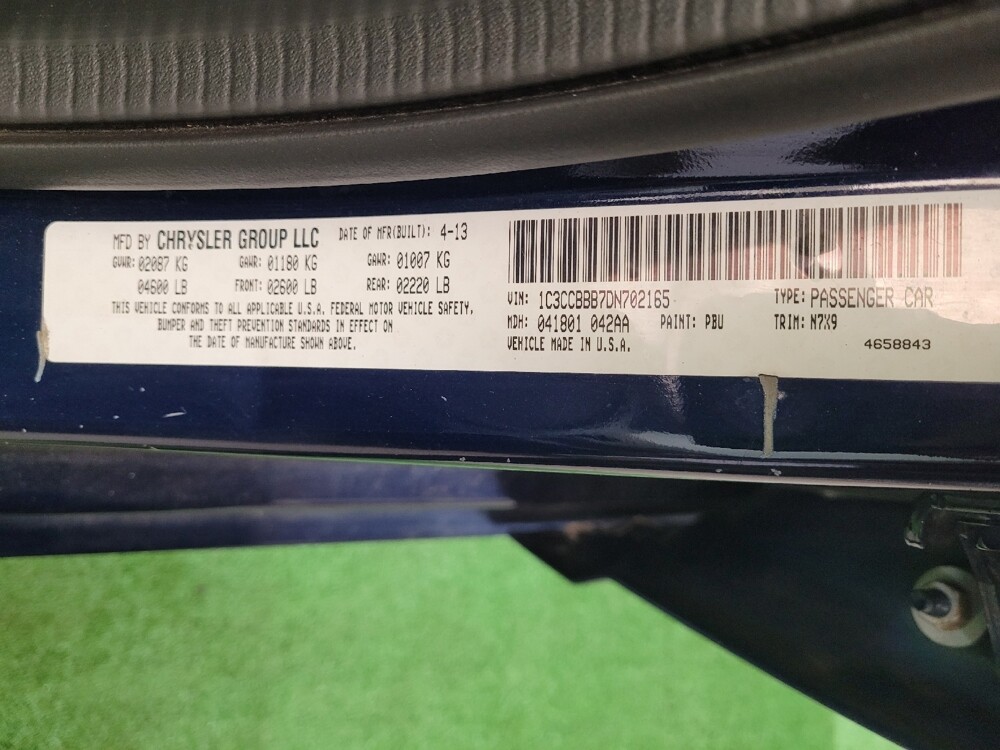 MFD BY CHRYSLER GROUP LLC DATE OF MFR(BUILT): 4-13
GVWR: 02087 KG GAWR: 01180 KG GAWR: 01007 KG
04600 LB FRONT: 02600 LB REAR: 02220 LB
THIS VEHICLE CONFORMS TO ALL APPLICABLE U.S.A. FEDERAL MOTOR VEHICLE SAFETY,
BUMPER AND THEFT PREVENTION STANDARDS IN EFFECT ON
THE DATE OF MANUFACTURE SHOWN ABOVE.
VIN: 1C3CCBBB7DN702165 TYPE: PASSENGER CAR
MDH: 041801 042AA PAINT: PBU TRIM: N7X9
VEHICLE MADE IN U.S.A. 4658843